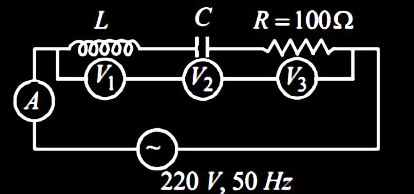 L C R = 100Ω
V₁ V₂ V₃
A
~
220 V, 50 Hz